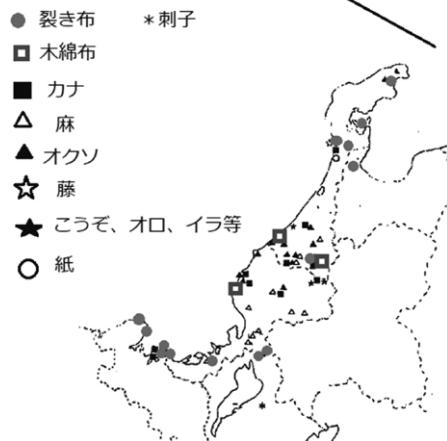 裂き布 *刺子
木綿布
カナ
麻
オクソ
藤
こうぞ、オロ、イラ等
紙